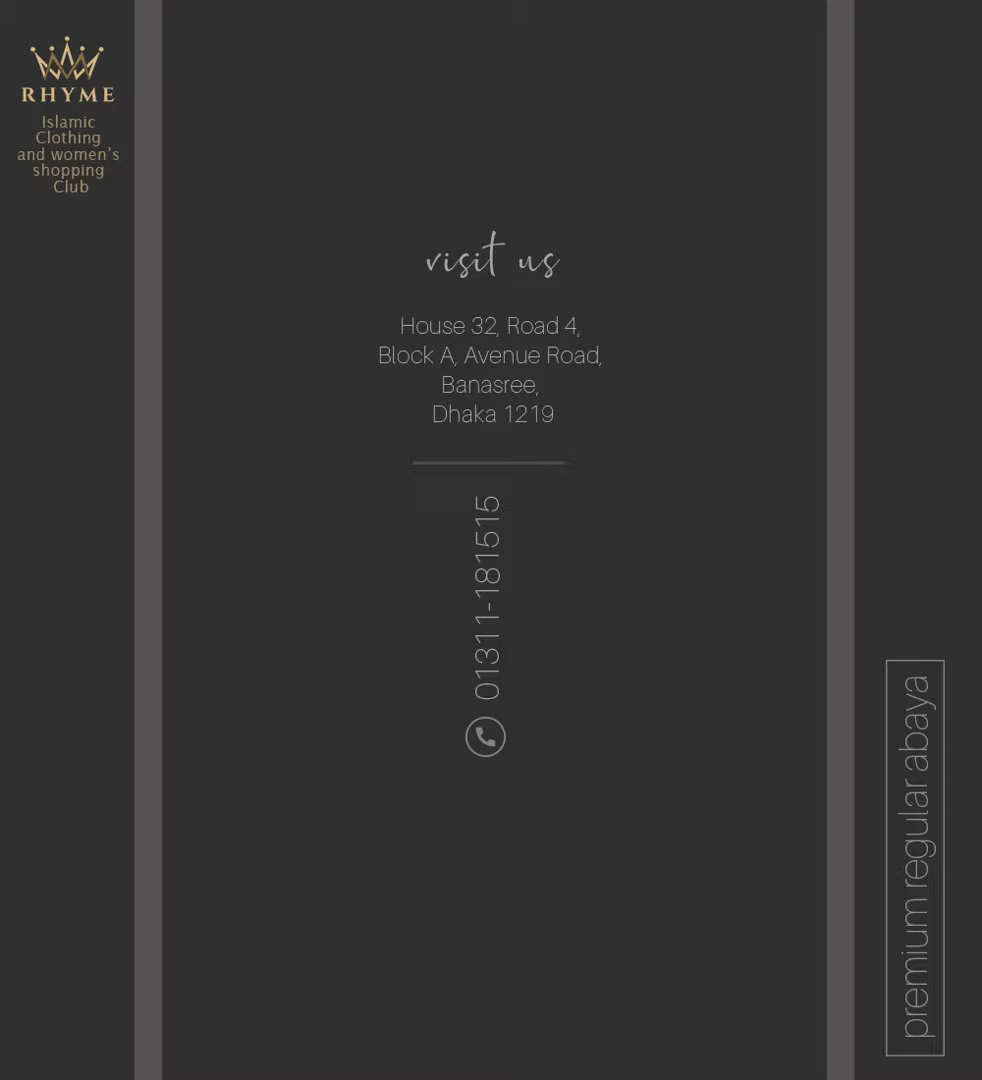 RHYME
Islamic
Clothing
and women's
shopping
Club
visit us
House 32, Road 4,
Block A, Avenue Road,
Banasree,
Dhaka 1219
01311-181515
premium regular abaya